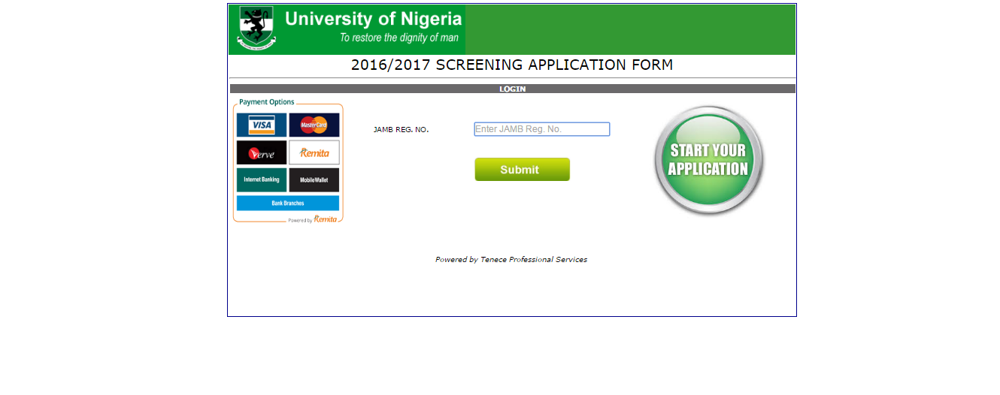 University of Nigeria
To restore the dignity of man
2016/2017 SCREENING APPLICATION FORM
LOGIN
Payment Options
VISA MasterCard
Verve Remita
Internet Banking MobileWallet
Bank Branches
Powered by Remita
JAMB REG. NO. Enter JAMB Reg. No.
Submit
START YOUR
APPLICATION
Powered by Tenece Professional Services